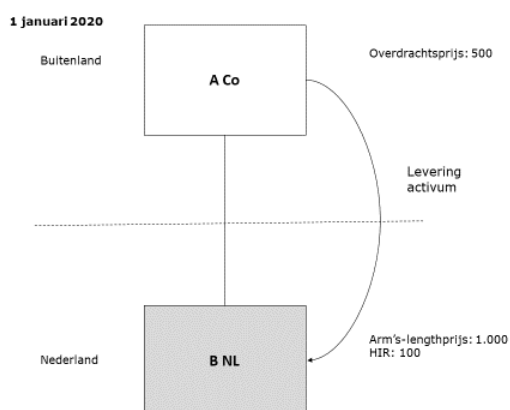 1 januari 2020
Buitenland
A Co
Overdrachtsprijs: 500
Levering
activum
Nederland
B NL
Arm's-lengthprijs: 1.000
HIR: 100